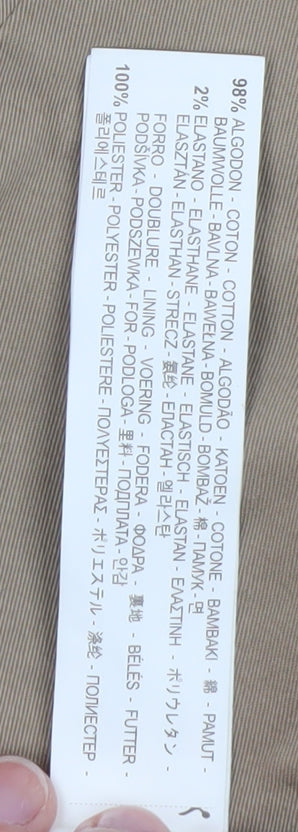 98% ALGODON - COTON - COTTON - ALGODÃO - KATOEN - COTONE - BAMBAKI - 綿 - PAMUT -
BAUMWOLLE - BAVLNA - BAWEŁNA - BOMULD - BOMBAŽ - 棉 - ПАМУК - 면
2% ELASTANO - ELASTHANE - ELASTANE - ELASTISCH - ELASTAN - ΕΛΑΣΤΙΝΗ - ポリウレタン -
ELASZTÁN - ELASTHAN - STRECZ - 氨纶 - ЕЛАСТАН - 엘라스틴
FORRO - DOUBLURE - LINING - VOERING - FODERA - ΦΟΔΡΑ - 裏地 - BÉLÉS - FUTTER -
PODŠÍVKA - PODSZEWKA - FOR - PODLOGA - 里料 - ПОДПЛАТА - 안감
100% POLIESTER - POLYESTER - POLIESTERE - ΠΟΛΥΕΣΤΕΡΑΣ - ポリエステル - 涤纶 - ПОЛИЕСТЕР -
폴리에스테르